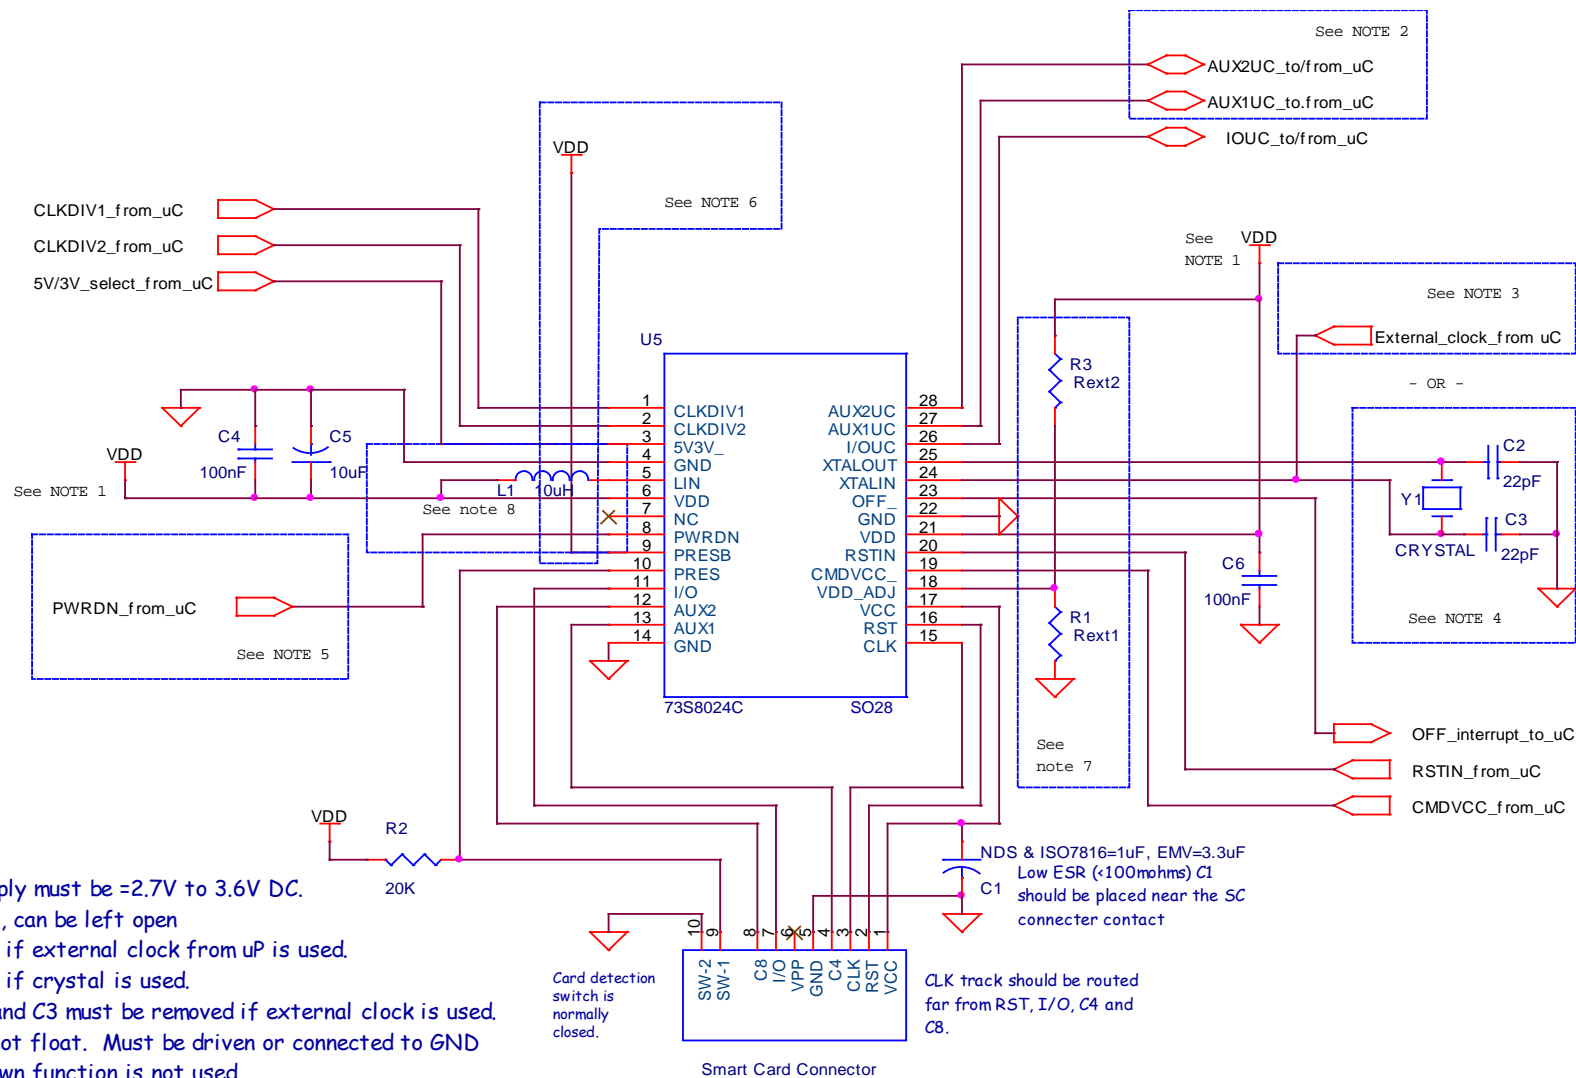 See NOTE 2
AUX2UC_to/from_uC
AUX1UC_to.from_uC
IOUC_to/from_uC
VDD
See NOTE 6
CLKDIV1_from_uC
CLKDIV2_from_uC
5V/3V_select_from_uC
See
NOTE 1
VDD
See NOTE 3
External_clock_from uC
- OR -
U5
R3
Rext2
1
2
3
4
5
6
7
8
9
10
11
12
13
14
CLKDIV1
CLKDIV2
5V3V_
GND
LIN
VDD
NC
PWRDN
PRESB
PRES
I/O
AUX2
AUX1
GND
AUX2UC
AUX1UC
I/OUC
XTALOUT
XTALIN
OFF_
GND
VDD
RSTIN
CMDVCC_
VDD_ADJ
VCC
RST
CLK
28
27
26
25
24
23
22
21
20
19
18
17
16
15
73S8024C
SO28
C4
100nF
C5
10uF
VDD
See NOTE 1
L1
10uH
See note 8
C2
22pF
Y1
CRYSTAL
C3
22pF
See NOTE 4
C6
100nF
R1
Rext1
PWRDN_from_uC
See NOTE 5
See
note 7
OFF_interrupt_to_uC
RSTIN_from_uC
CMDVCC_from_uC
VDD
R2
20K
NDS & ISO7816=1uF, EMV=3.3uF
Low ESR (<100mohms) C1
should be placed near the SC
connecter contact
C1
ply must be =2.7V to 3.6V DC.
, can be left open
if external clock from uP is used.
if crystal is used.
and C3 must be removed if external clock is used.
ot float. Must be driven or connected to GND
wn function is not used
Card detection
switch is
normally
closed.
10
9
8
7
6
5
4
3
2
1
SW-2
SW-1
C8
I/O
VPP
GND
C4
CLK
RST
VCC
CLK track should be routed
far from RST, I/O, C4 and
C8.
Smart Card Connector